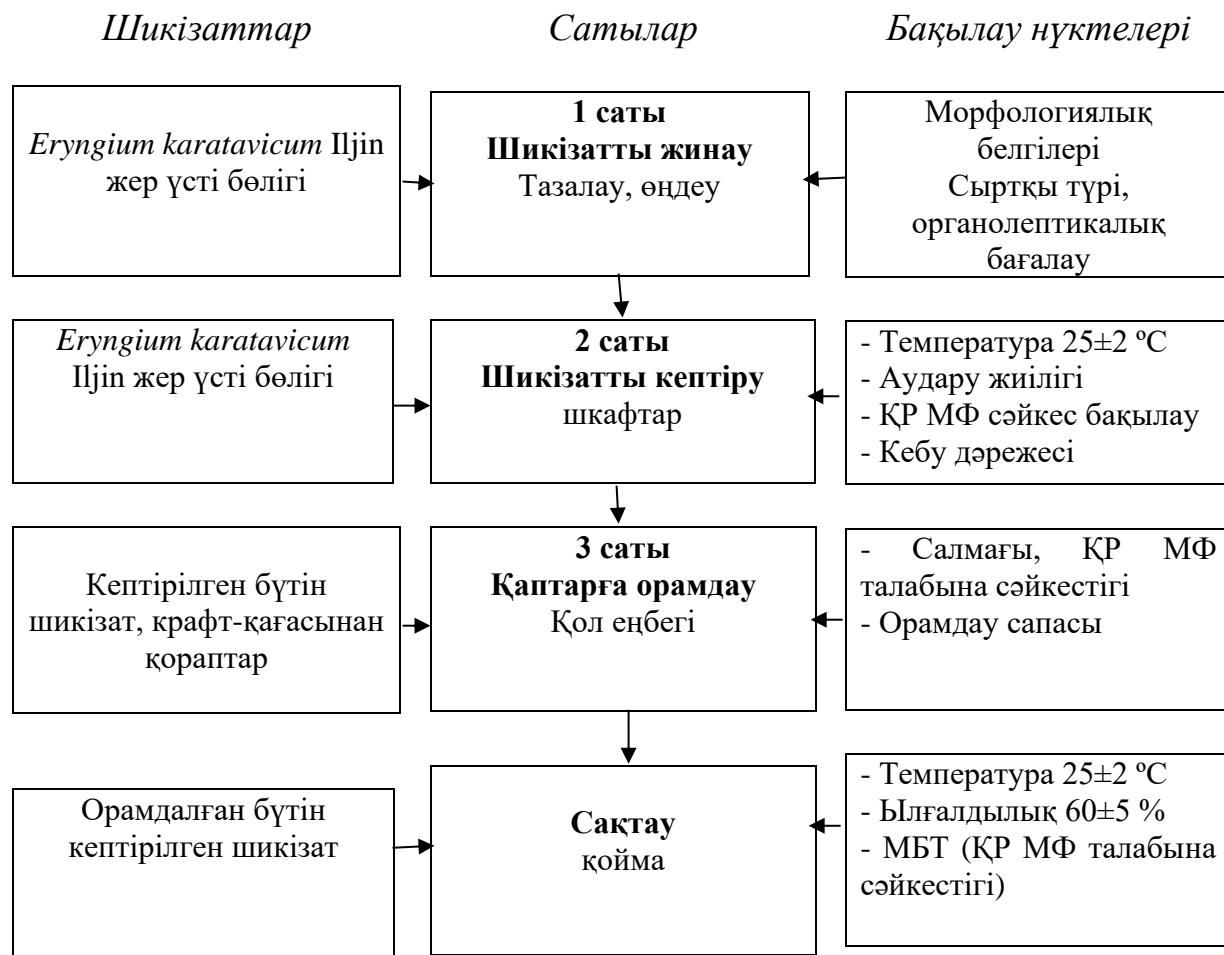 Шикізаттар
Сатылар
Бақылау нүктелері
Eryngium karatavicum Iljin
жер үсті бөлігі
1 саты
Шикізатты жинау
Тазалау, өңдеу
Морфологиялық
белгілері
Сыртқы түрі,
органолептикалық
бағалау
Eryngium karatavicum
Iljin жер үсті бөлігі
2 саты
Шикізатты кептіру
шкафтар
- Температура 25±2 ºС
- Аудару жиілігі
- ҚР МФ сәйкес бақылау
- Кебу дәрежесі
Кептірілген бүтін
шикізат, крафт-қағасынан
қораптар
3 саты
Қаптарға орамдау
Қол еңбегі
- Салмағы, ҚР МФ
талабына сәйкестігі
- Орамдау сапасы
Орамдалған бүтін
кептірілген шикізат
Сақтау
қойма
- Температура 25±2 ºС
- Ылғалдылық 60±5 %
- МБТ (ҚР МФ талабына
сәйкестігі)